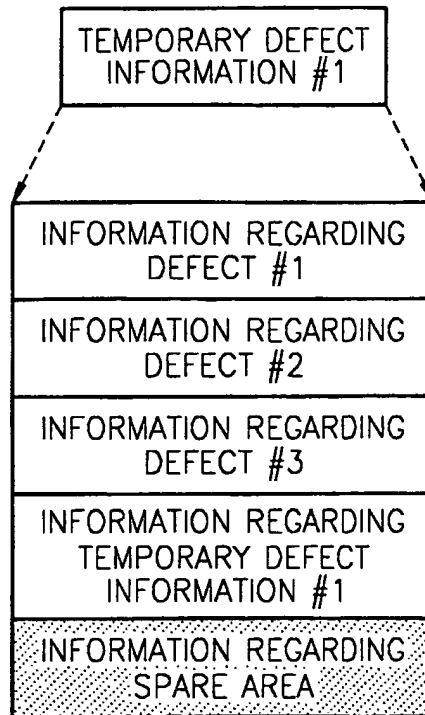 TEMPORARY DEFECT
INFORMATION #1
INFORMATION REGARDING
DEFECT #1
INFORMATION REGARDING
DEFECT #2
INFORMATION REGARDING
DEFECT #3
INFORMATION REGARDING
TEMPORARY DEFECT
INFORMATION #1
INFORMATION REGARDING
SPARE AREA